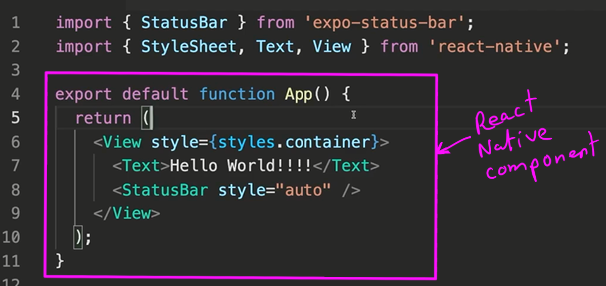 1 import { StatusBar } from 'expo-status-bar';
2 import { StyleSheet, Text, View } from 'react-native';
3
4 export default function App() {
5 return (
6 <View style={styles.container}>
7 <Text>Hello World!!!!</Text>
8 <StatusBar style="auto" />
9 </View>
10 );
11 }
React
Native
component